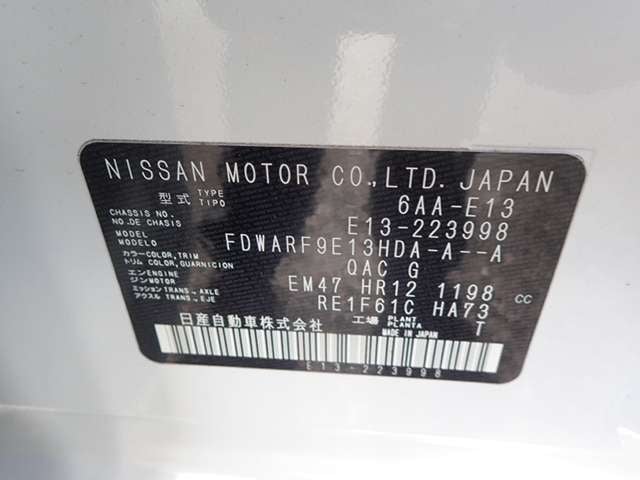 NISSAN MOTOR CO.,LTD. JAPAN
型式 TYPE TIPO 6AA-E13
CHASSIS NO. NO.DE CHASIS E13-223998
MODEL MODELO FDWARF9E13HDA-A--A
カラー COLOR,TRIM トリム COLOR,GUARNICION QAC G
エンジン ENGINE MOTOR EM47 HR12 1198 CC
ミッション TRANS., AXLE アクスル TRANS., EJE RE1F61C HA73
日産自動車株式会社 工場 PLANT PLANTA T
MADE IN JAPAN
E13-223998